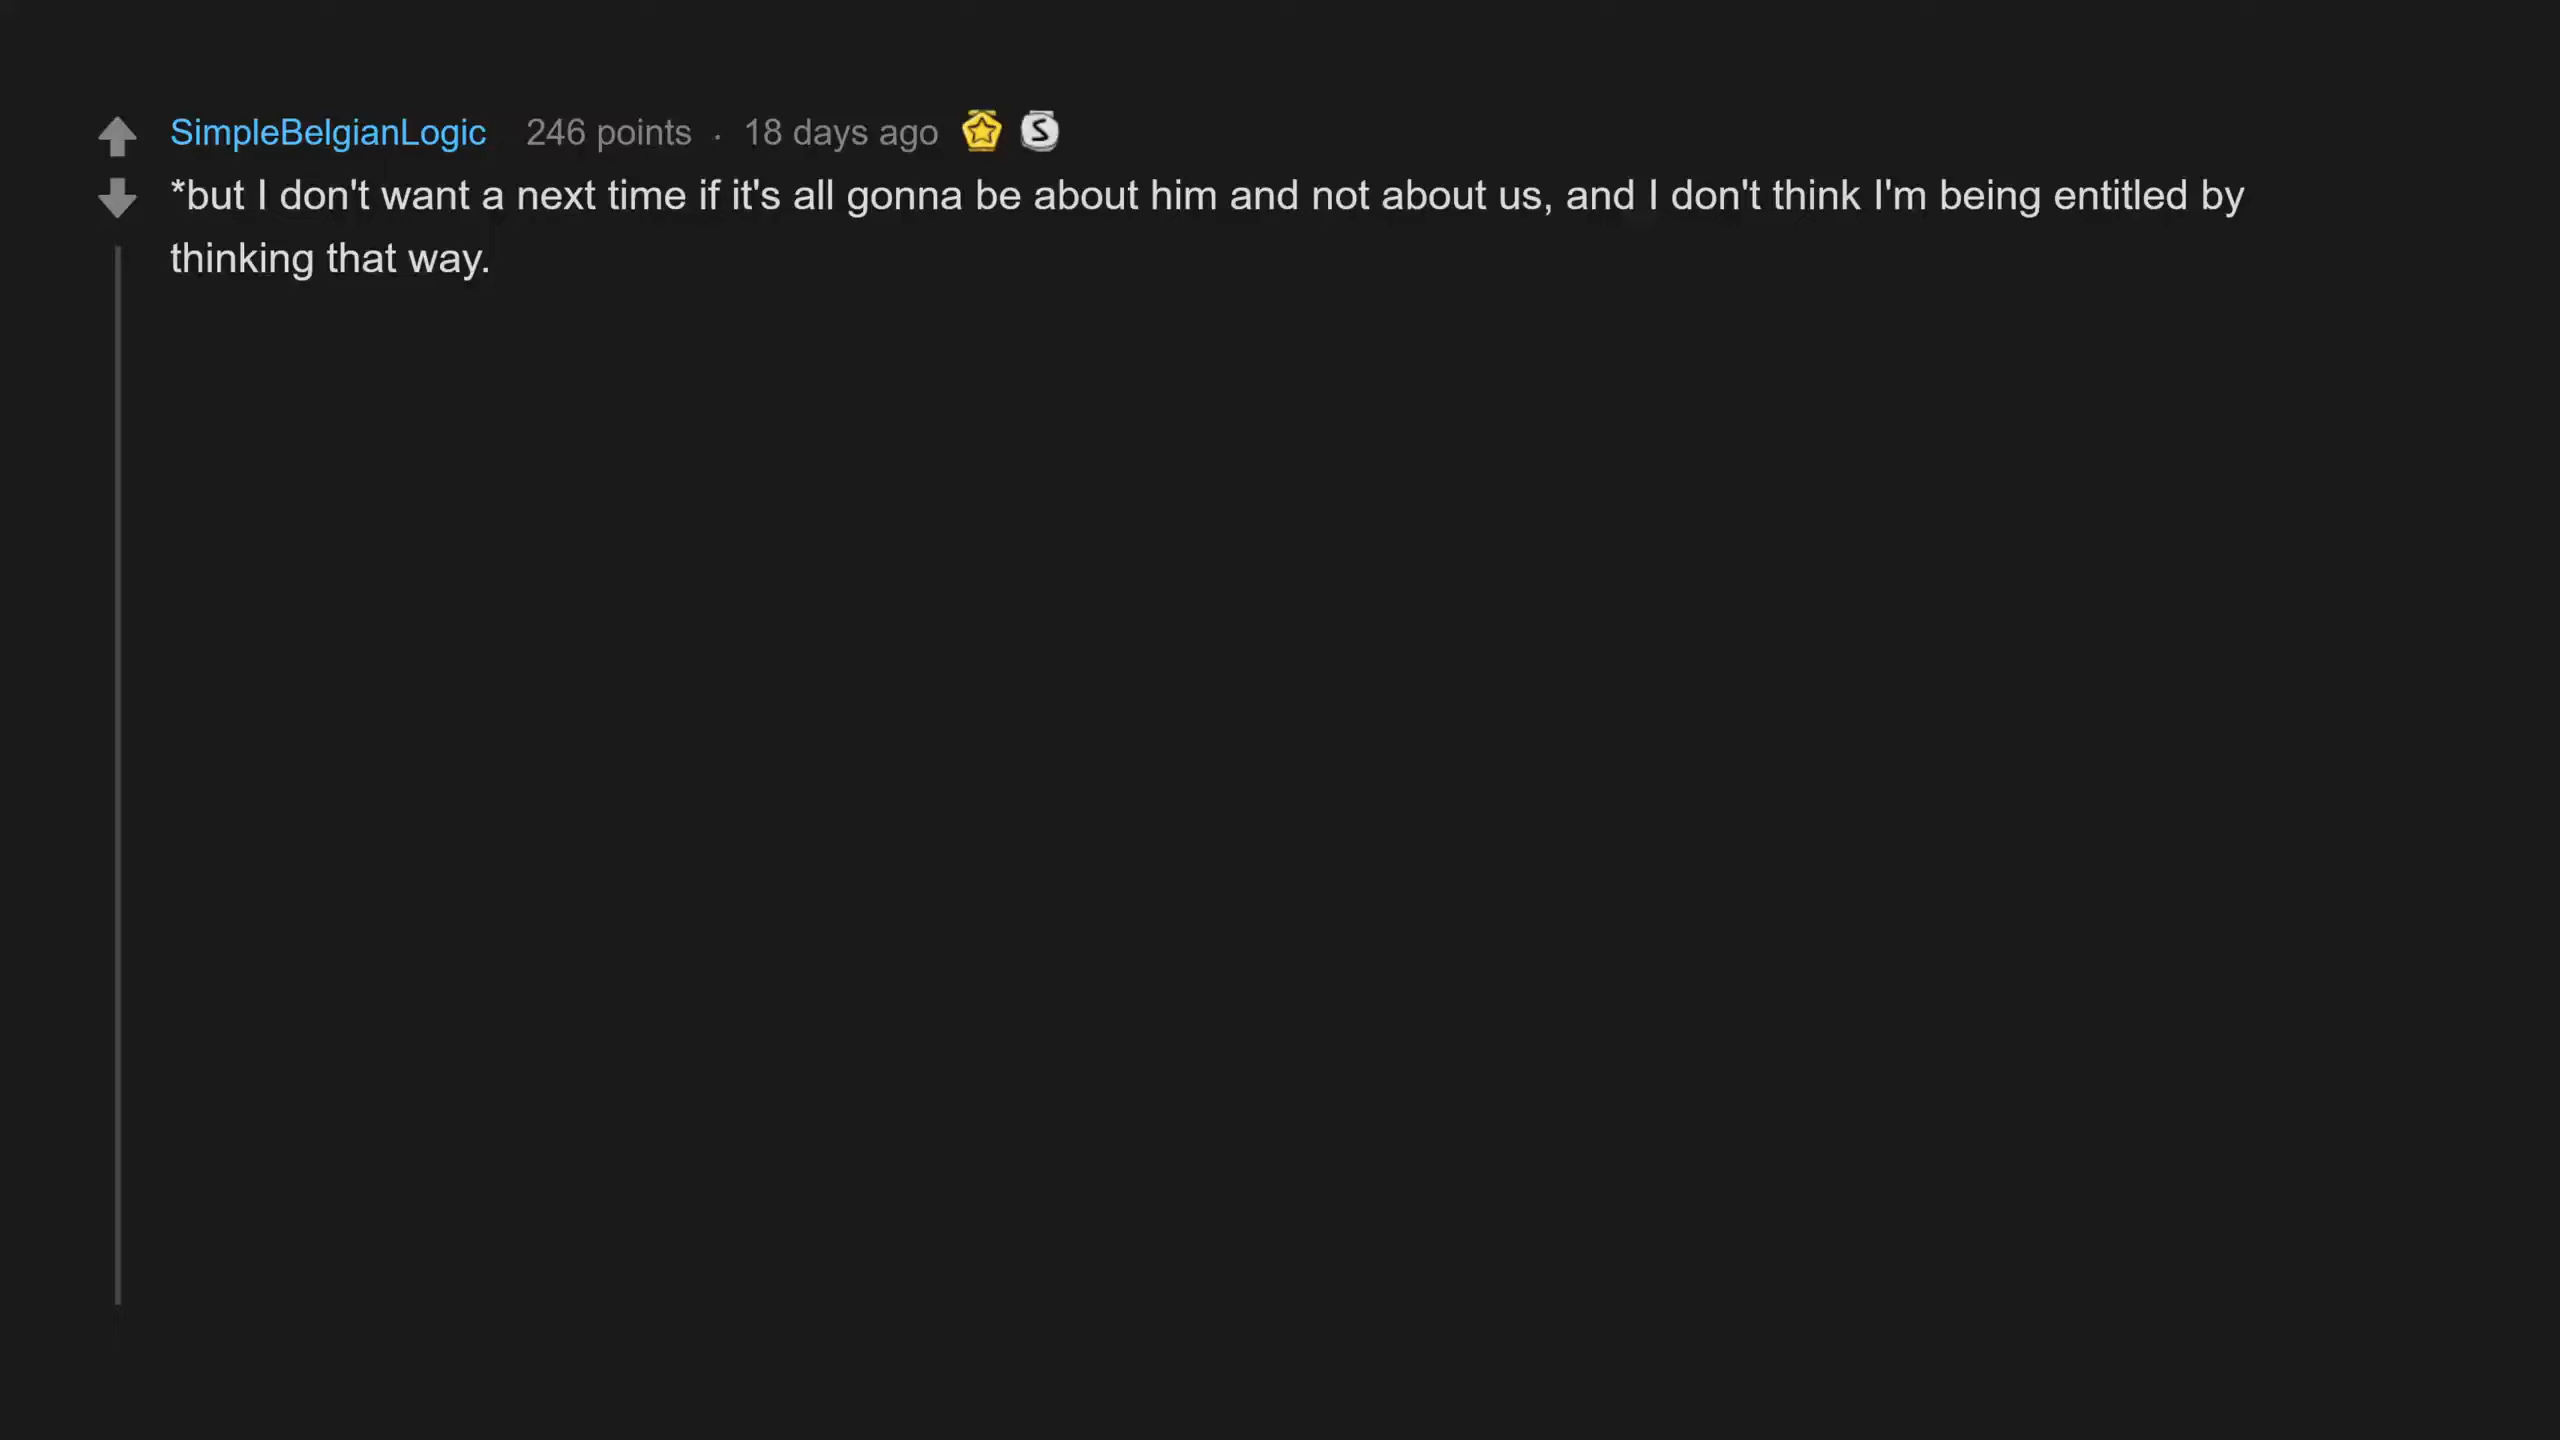 SimpleBelgianLogic 246 points · 18 days ago S
*but I don't want a next time if it's all gonna be about him and not about us, and I don't think I'm being entitled by
thinking that way.